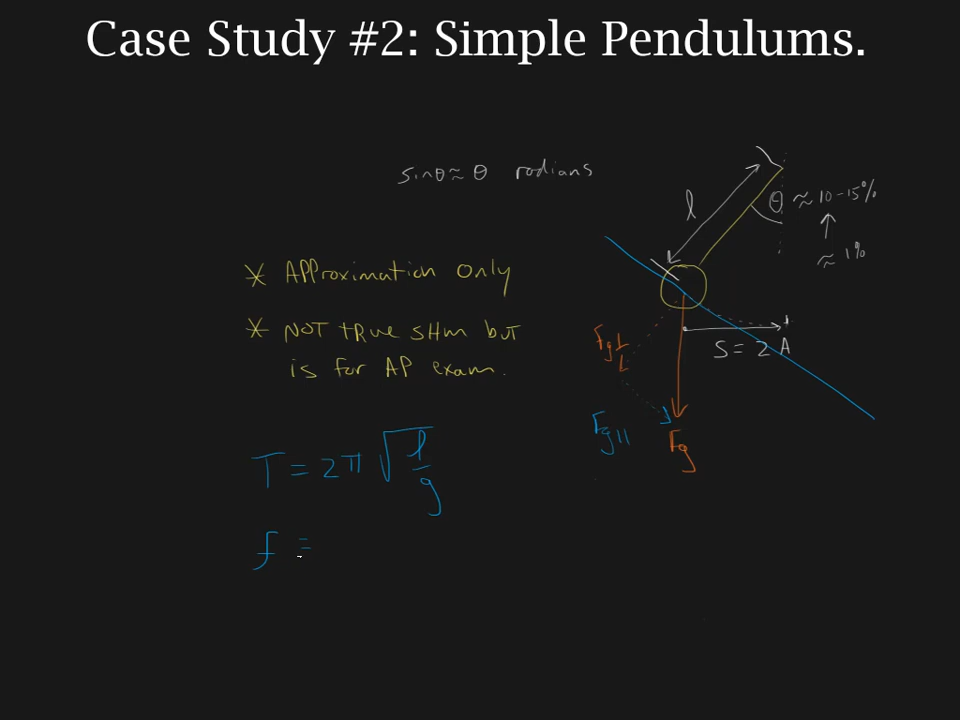 Case Study #2: Simple Pendulums.
sinθ ≈ θ radians
l
θ ≈ 10-15%
≈ 1%
* APProximation Only
* NOT tRue SHm but
is for AP exam.
Fg⊥
S = 2 A
Fg||
Fg
T = 2π √l/g
f =